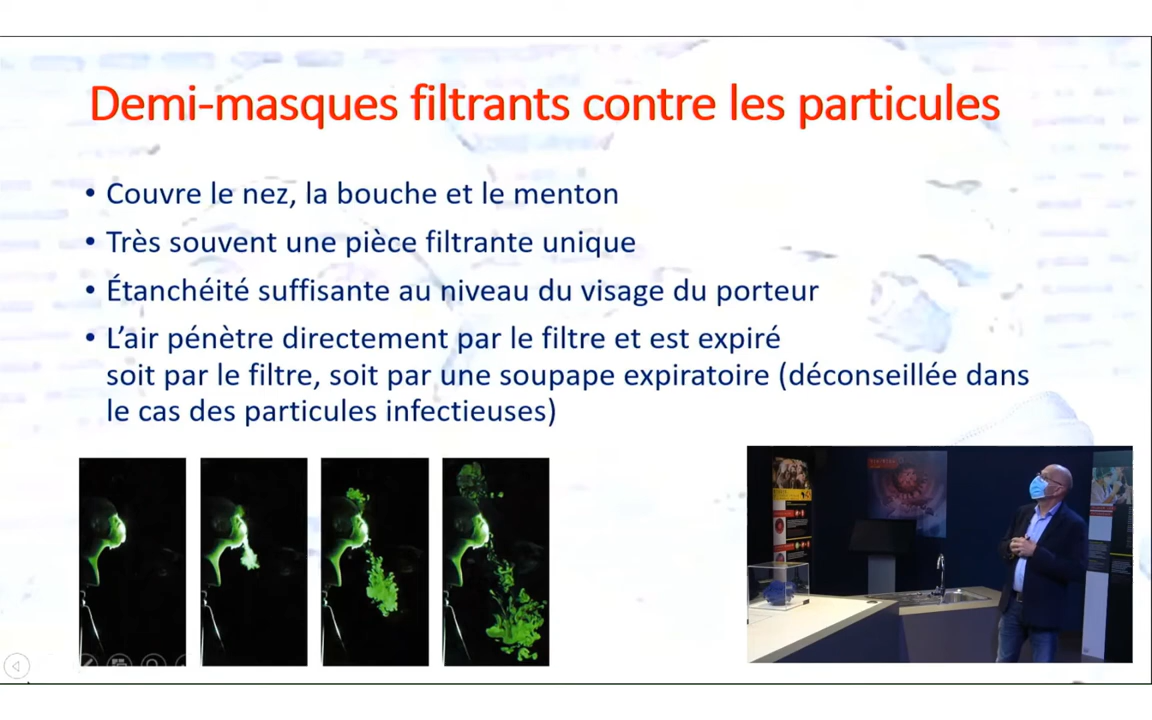 Demi-masques filtrants contre les particules
• Couvre le nez, la bouche et le menton
• Très souvent une pièce filtrante unique
• Étanchéité suffisante au niveau du visage du porteur
• L’air pénètre directement par le filtre et est expiré
soit par le filtre, soit par une soupape expiratoire (déconseillée dans
le cas des particules infectieuses)